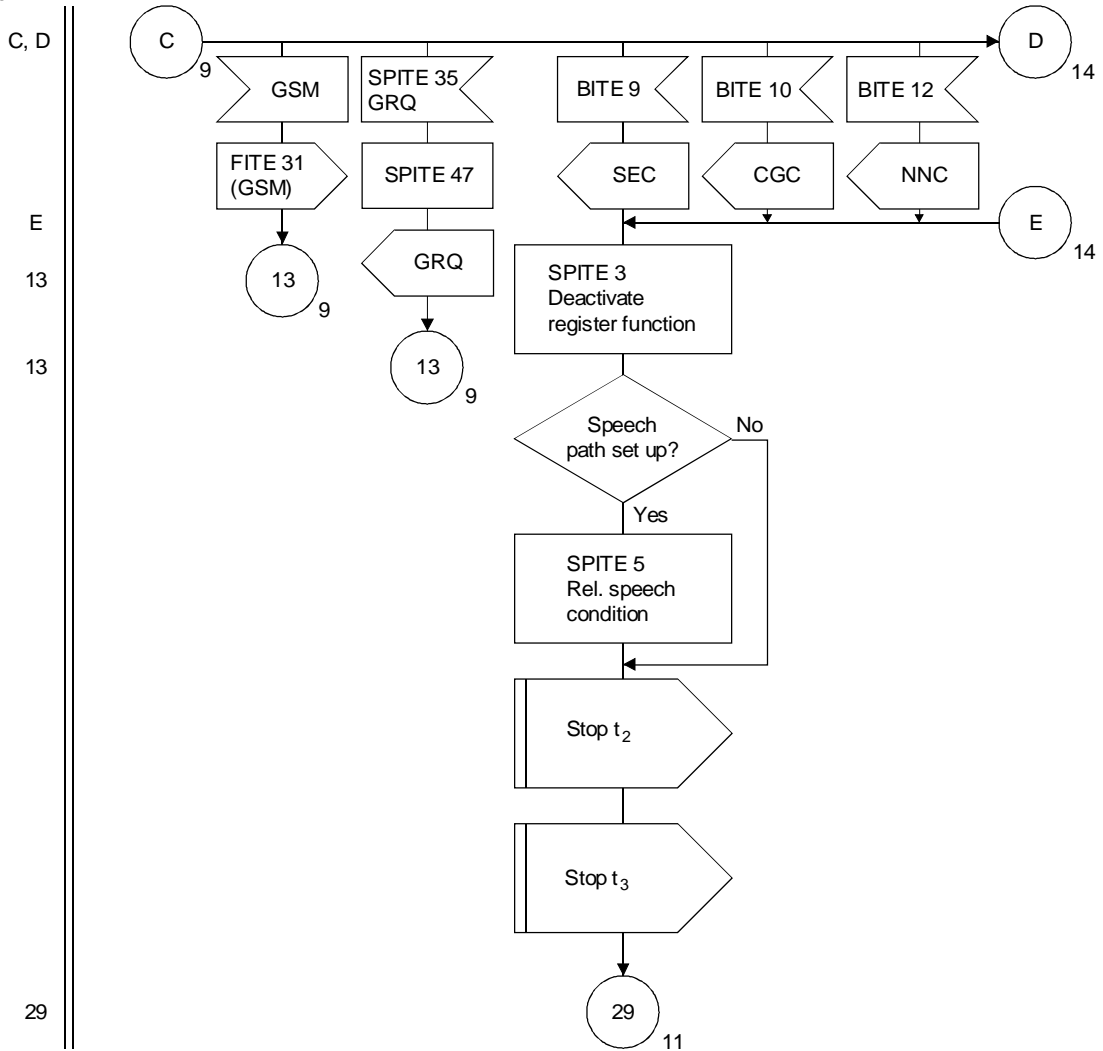 C, D
C
9
D
14
GSM
SPITE 35
GRQ
BITE 9
BITE 10
BITE 12
FITE 31
(GSM)
SPITE 47
SEC
CGC
NNC
E
E
14
13
13
9
GRQ
SPITE 3
Deactivate
register function
13
13
9
Speech
path set up?
No
Yes
SPITE 5
Rel. speech
condition
Stop t2
Stop t3
29
29
11